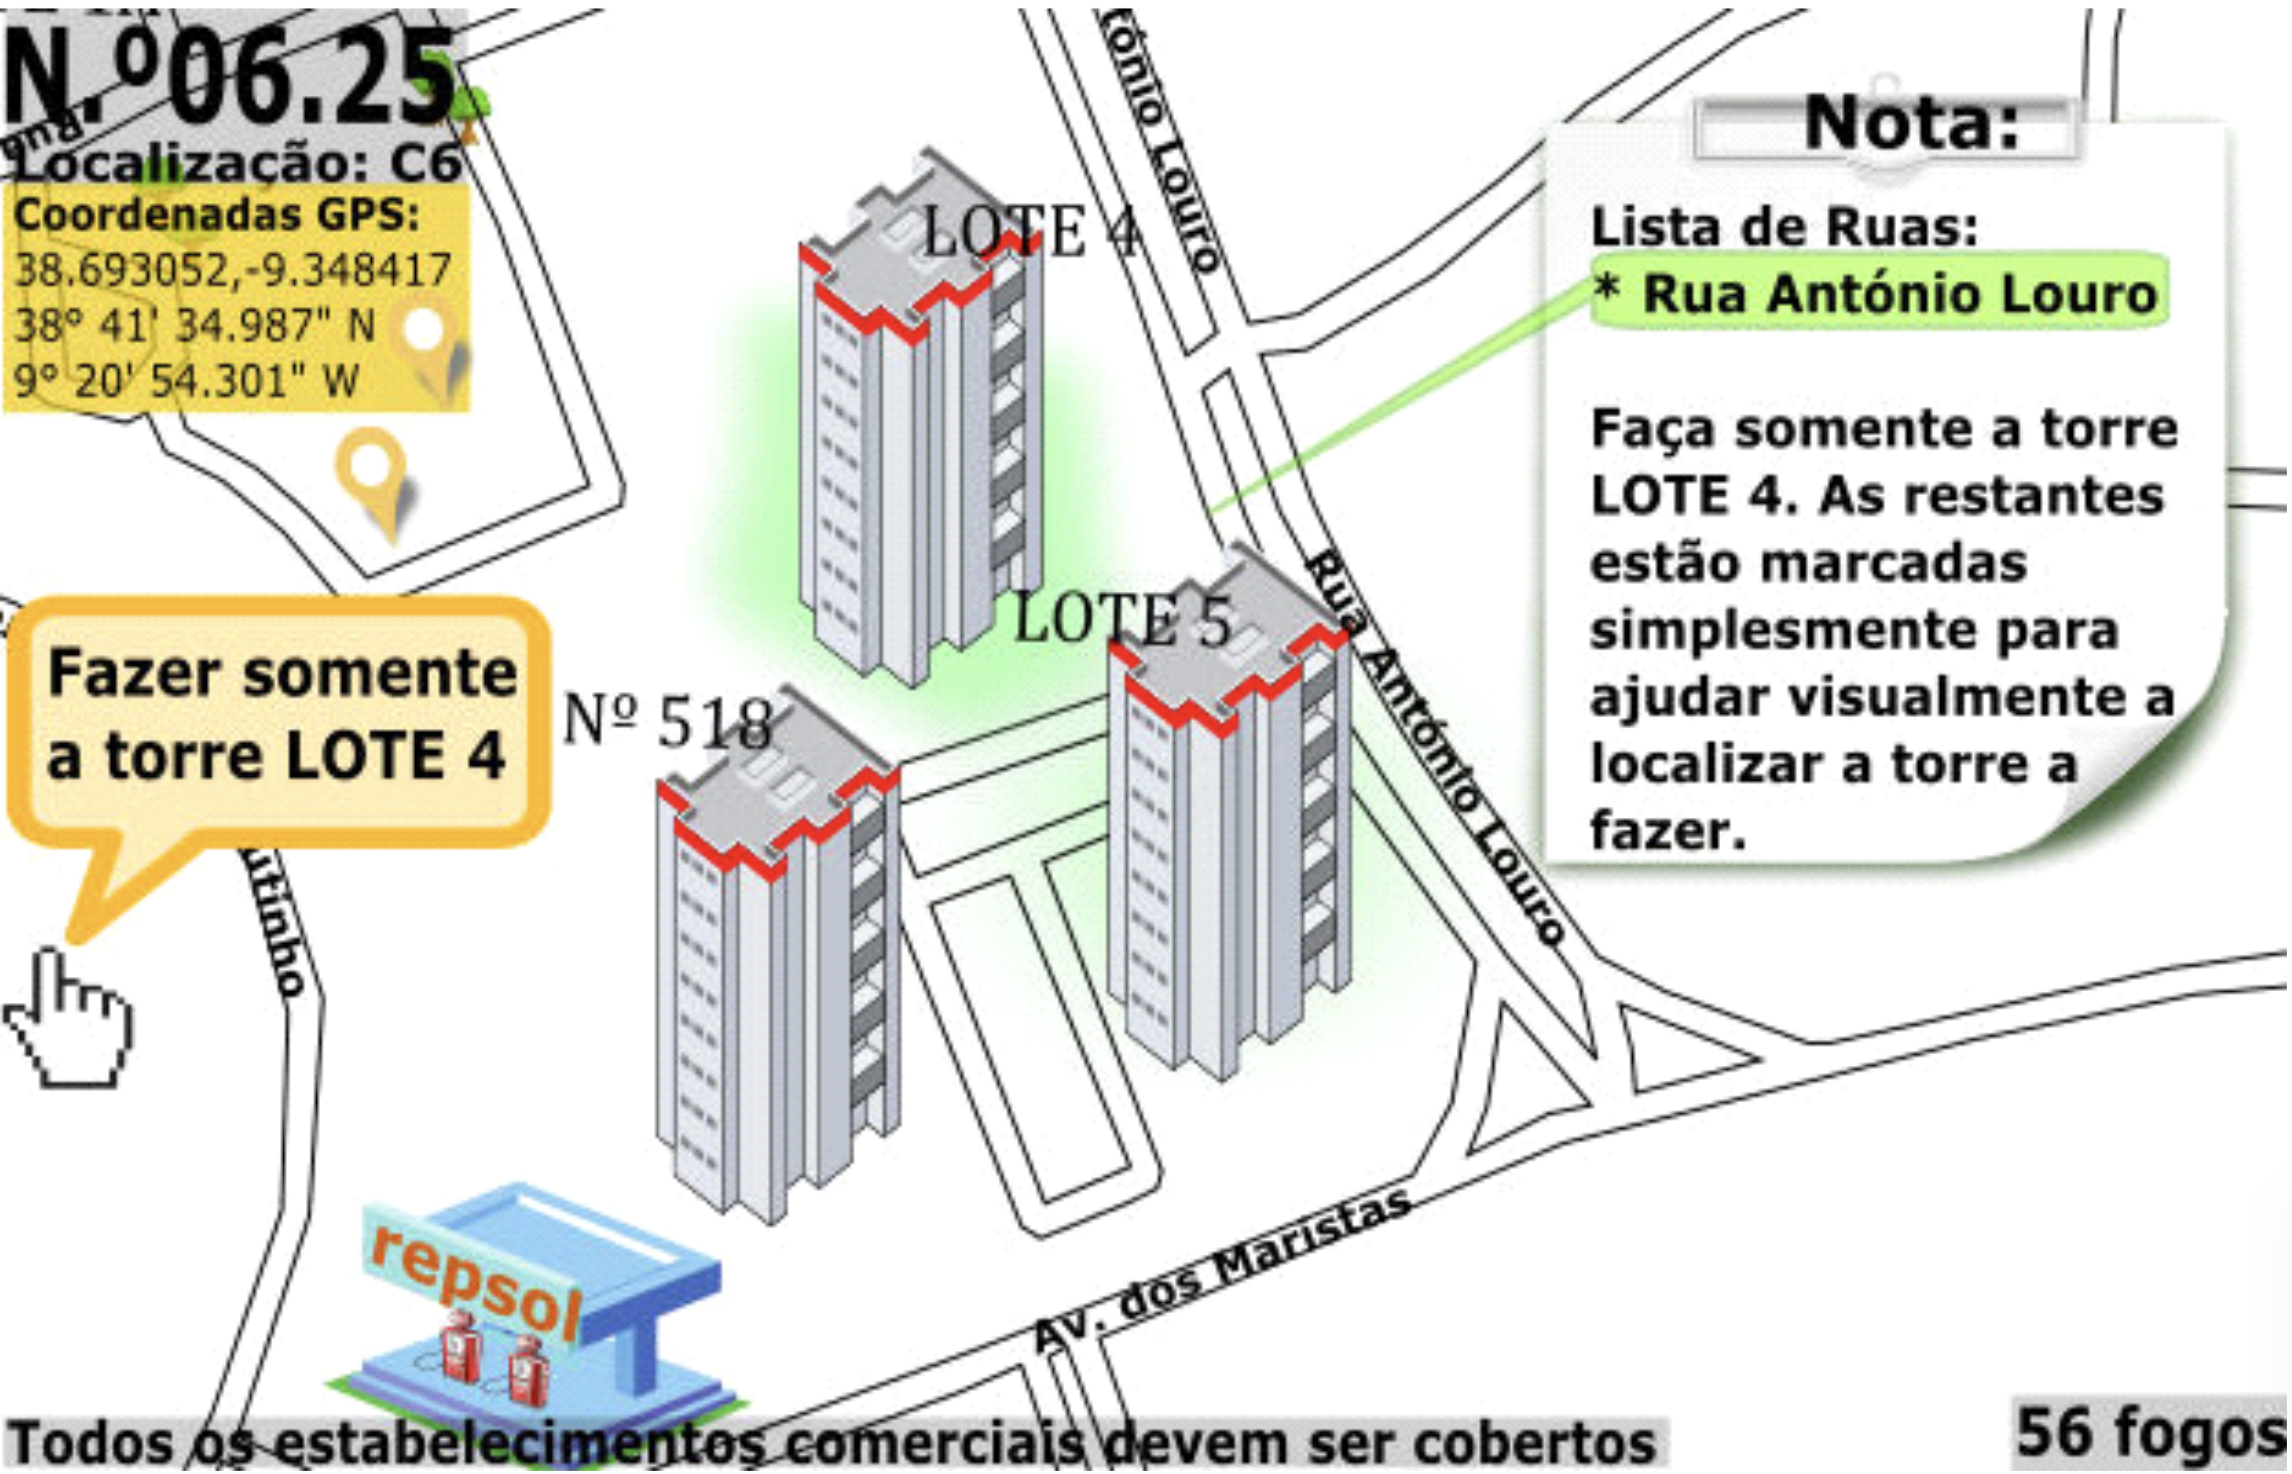 N.º06.25
Rua
Localização: C6
Coordenadas GPS:
38.693052,-9.348417
38º 41' 34.987" N
9º 20' 54.301" W
Fazer somente
a torre LOTE 4
utinho
LOTE 4
LOTE 5
Nº 518
tónio Louro
Rua António Louro
Nota:
Lista de Ruas:
* Rua António Louro
Faça somente a torre
LOTE 4. As restantes
estão marcadas
simplesmente para
ajudar visualmente a
localizar a torre a
fazer.
repsol
Av. dos Maristas
Todos os estabelecimentos comerciais devem ser cobertos
56 fogos